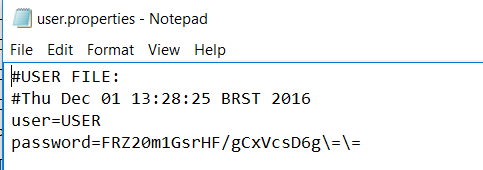 user.properties - Notepad
File Edit Format View Help
#USER FILE:
#Thu Dec 01 13:28:25 BRST 2016
user=USER
password=FRZ20m1GsrHF/gCxVcsD6g\=\=